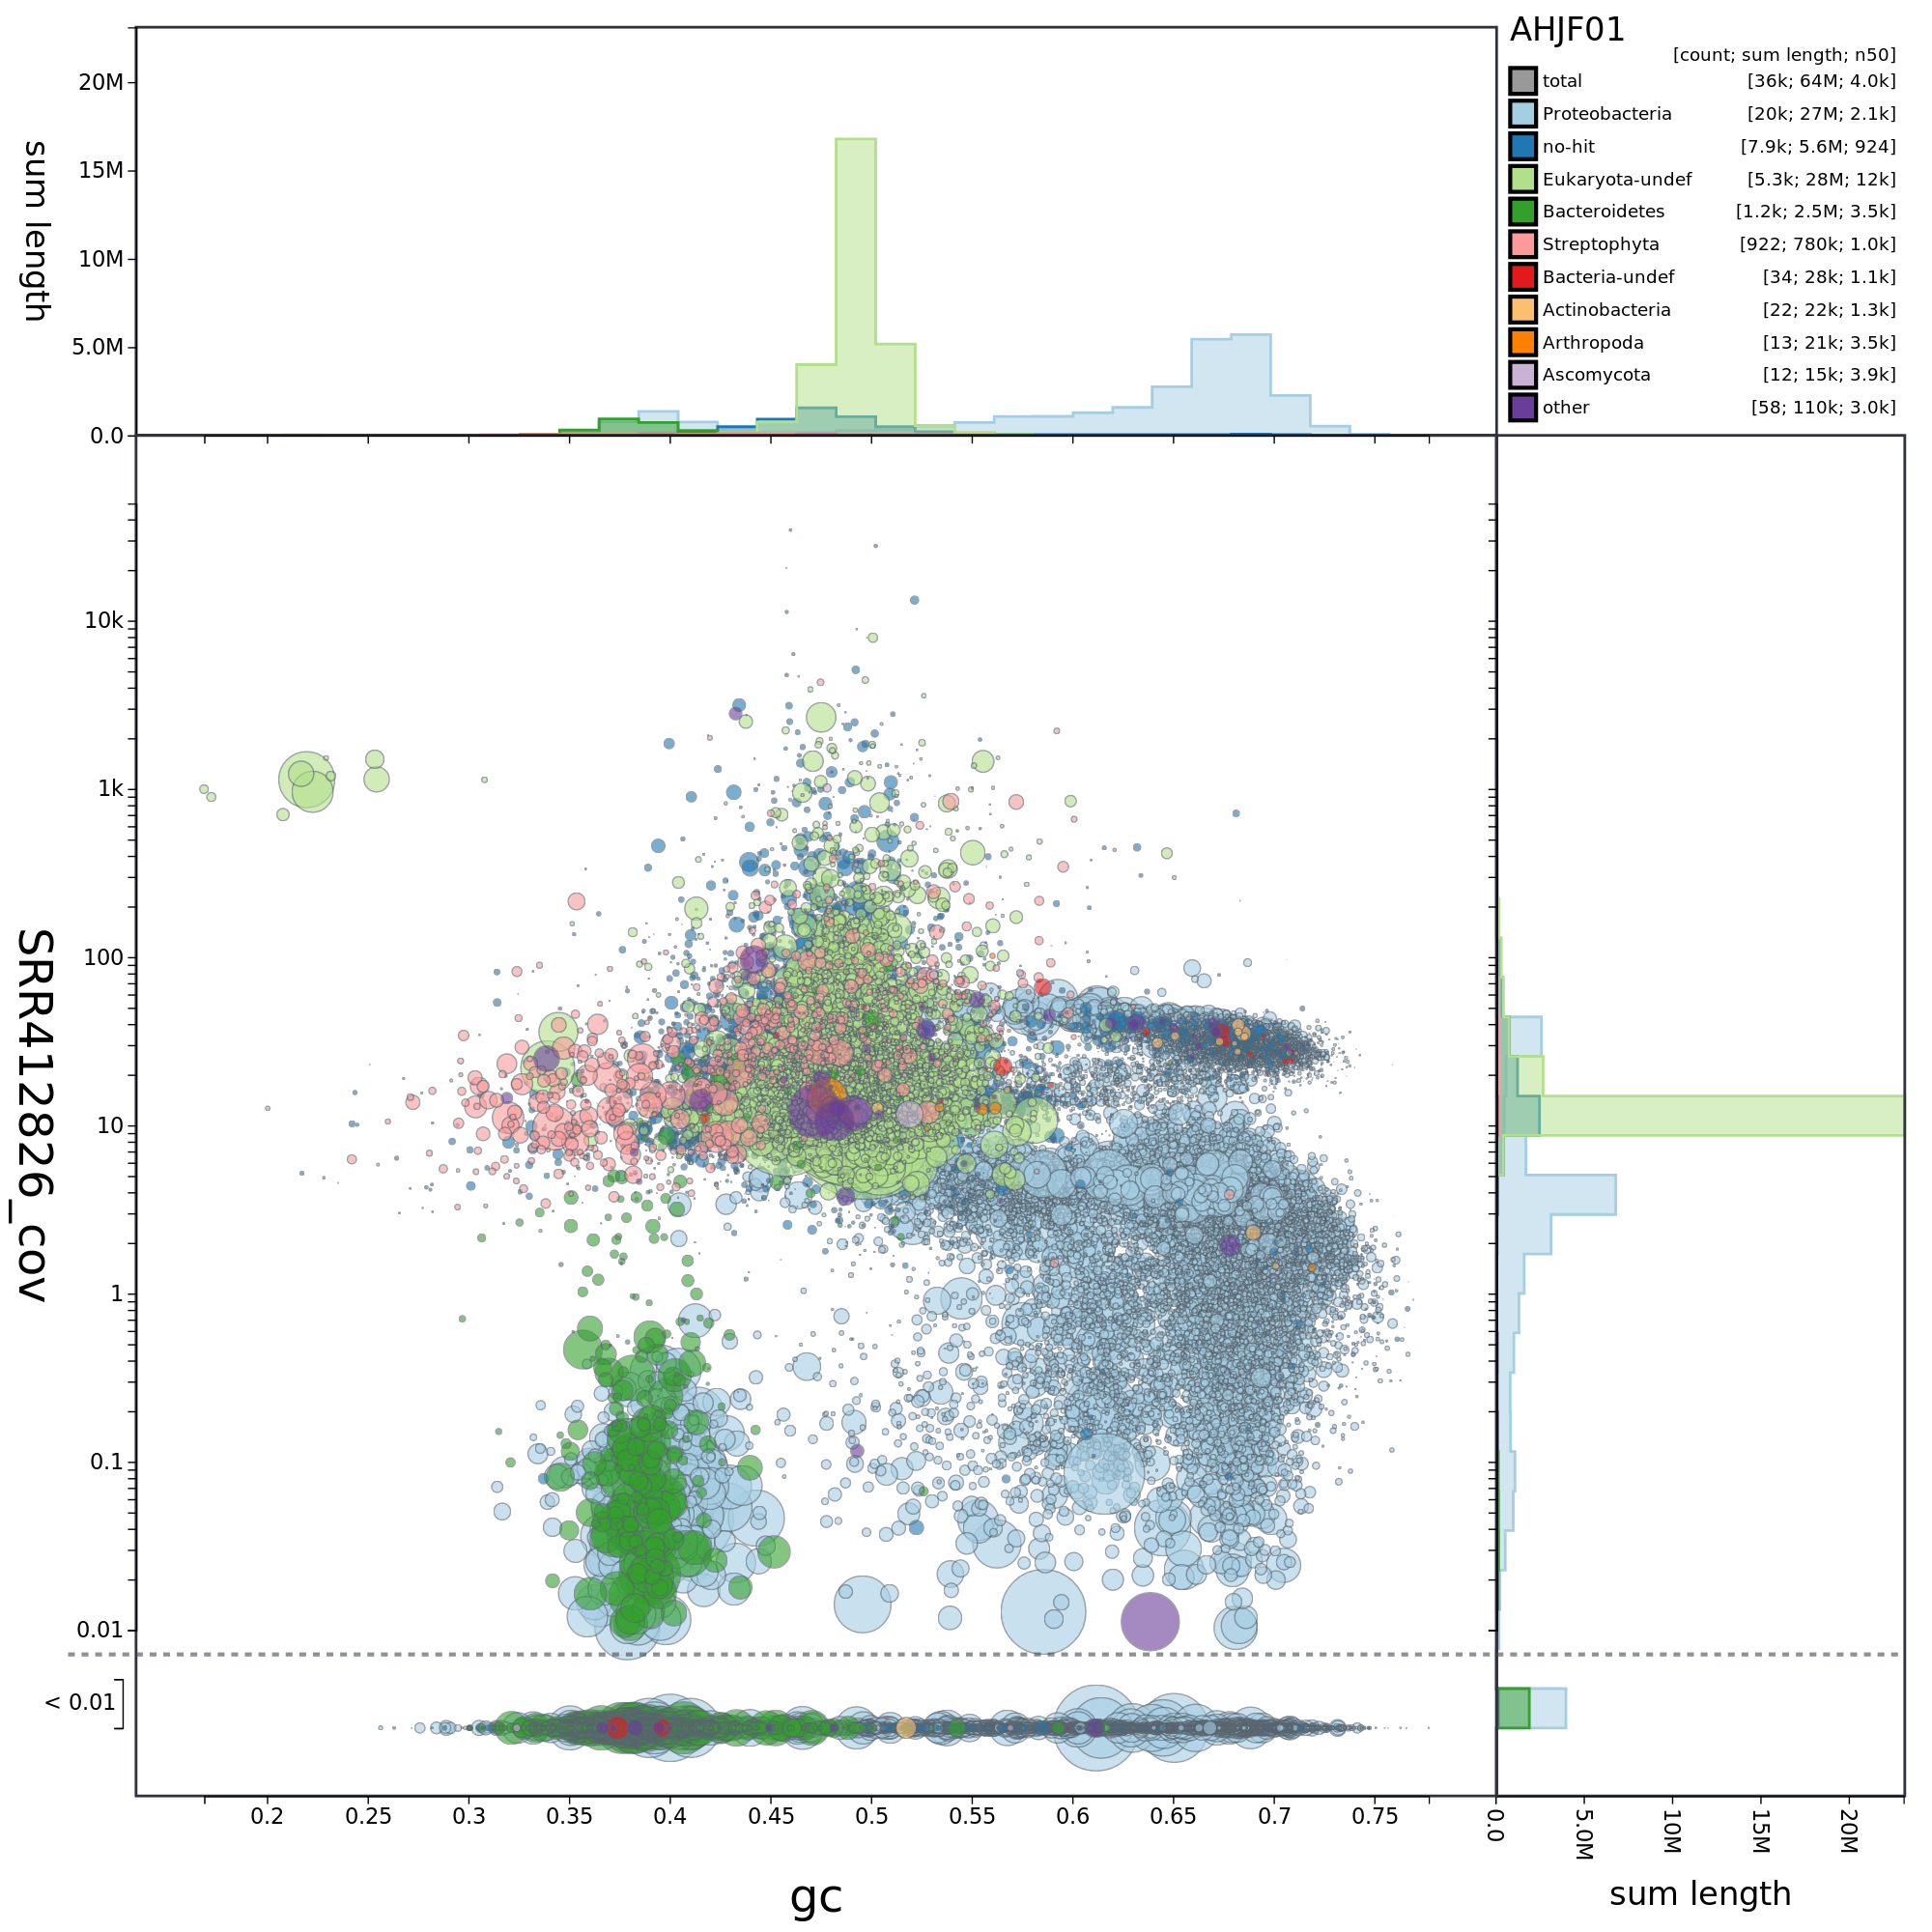 AHJF01
[count; sum length; n50]
total [36k; 64M; 4.0k]
Proteobacteria [20k; 27M; 2.1k]
no-hit [7.9k; 5.6M; 924]
Eukaryota-undef [5.3k; 28M; 12k]
Bacteroidetes [1.2k; 2.5M; 3.5k]
Streptophyta [922; 780k; 1.0k]
Bacteria-undef [34; 28k; 1.1k]
Actinobacteria [22; 22k; 1.3k]
Arthropoda [13; 21k; 3.5k]
Ascomycota [12; 15k; 3.9k]
other [58; 110k; 3.0k]
sum length
20M
15M
10M
5.0M
0.0
SRR412826_cov
10k
1k
100
10
1
0.1
0.01
< 0.01
0.2 0.25 0.3 0.35 0.4 0.45 0.5 0.55 0.6 0.65 0.7 0.75
gc
0.0 5.0M 10M 15M 20M
sum length